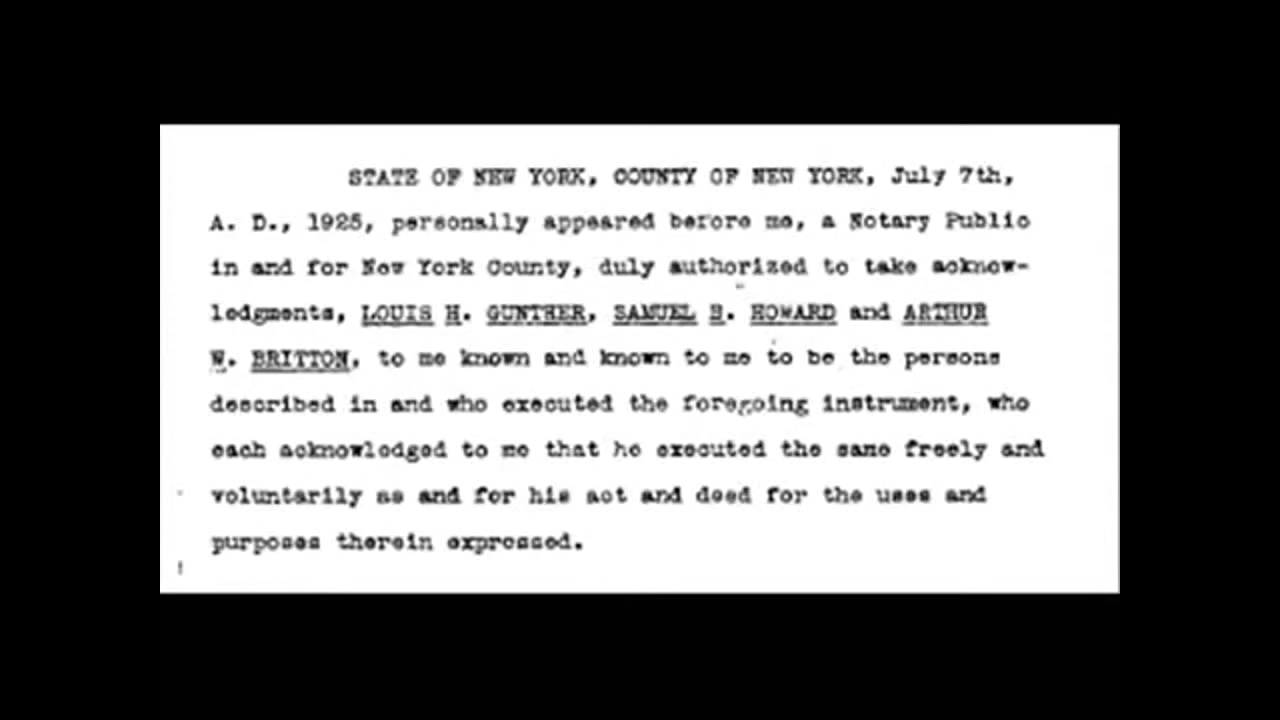 STATE OF NEW YORK, COUNTY OF NEW YORK, July 7th,
A. D., 1925, personally appeared before me, a Notary Public
in and for New York County, duly authorized to take acknow-
ledgments, LOUIS H. GUNTHER, SAMUEL B. HOWARD and ARTHUR
W. BRITTON, to me known and known to me to be the persons
described in and who executed the foregoing instrument, who
each acknowledged to me that he executed the same freely and
voluntarily as and for his act and deed for the uses and
purposes therein expressed.